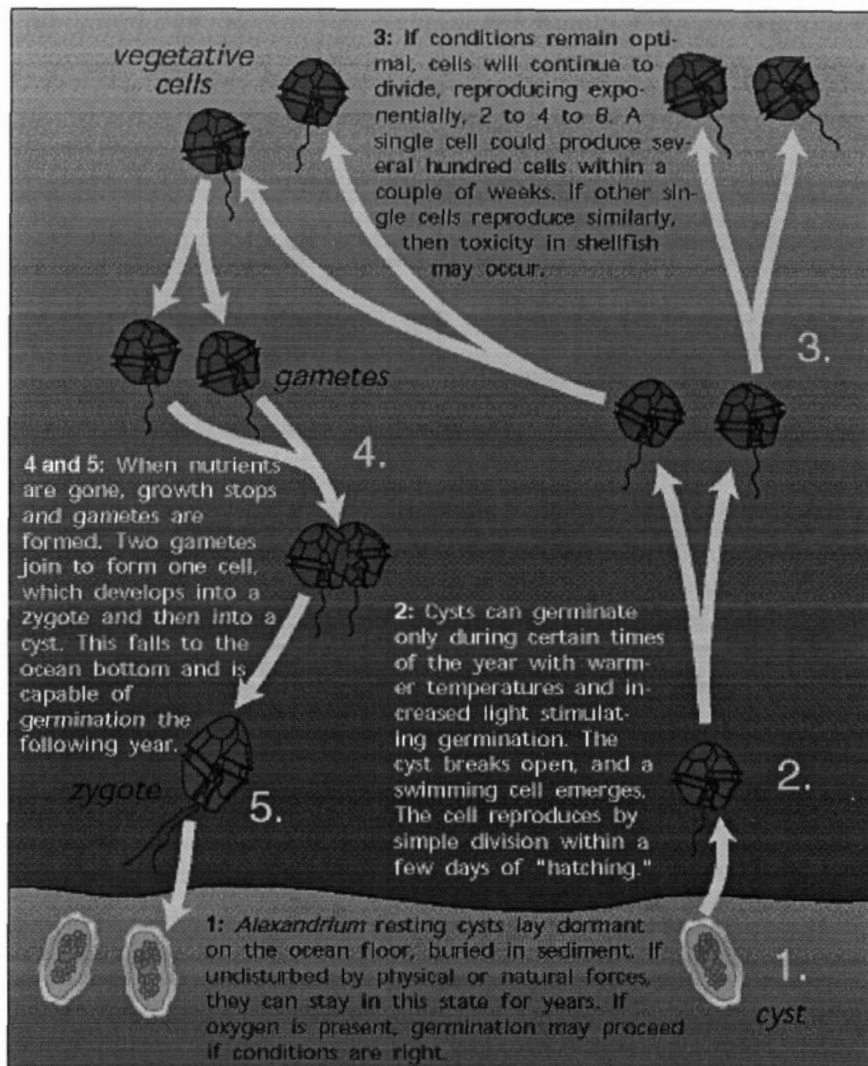 vegetative
cells
3: If conditions remain opti-
mal, cells will continue to
divide, reproducing expo-
nentially, 2 to 4 to 8. A
single cell could produce sev-
eral hundred cells within a
couple of weeks. If other sin-
gle cells reproduce similarly,
then toxicity in shellfish
may occur.
3.
gametes
4.
4 and 5: When nutrients
are gone, growth stops
and gametes are
formed. Two gametes
join to form one cell,
which develops into a
zygote and then into a
cyst. This falls to the
ocean bottom and is
capable of
germination the
following year.
2: Cysts can germinate
only during certain times
of the year with warm-
er temperatures and in-
creased light stimulat-
ing germination. The
cyst breaks open, and a
swimming cell emerges.
The cell reproduces by
simple division within a
few days of "hatching."
2.
zygote
5.
1: Alexandrium resting cysts lay dormant
on the ocean floor, buried in sediment. If
undisturbed by physical or natural forces,
they can stay in this state for years. If
oxygen is present, germination may proceed
if conditions are right.
1.
cyst